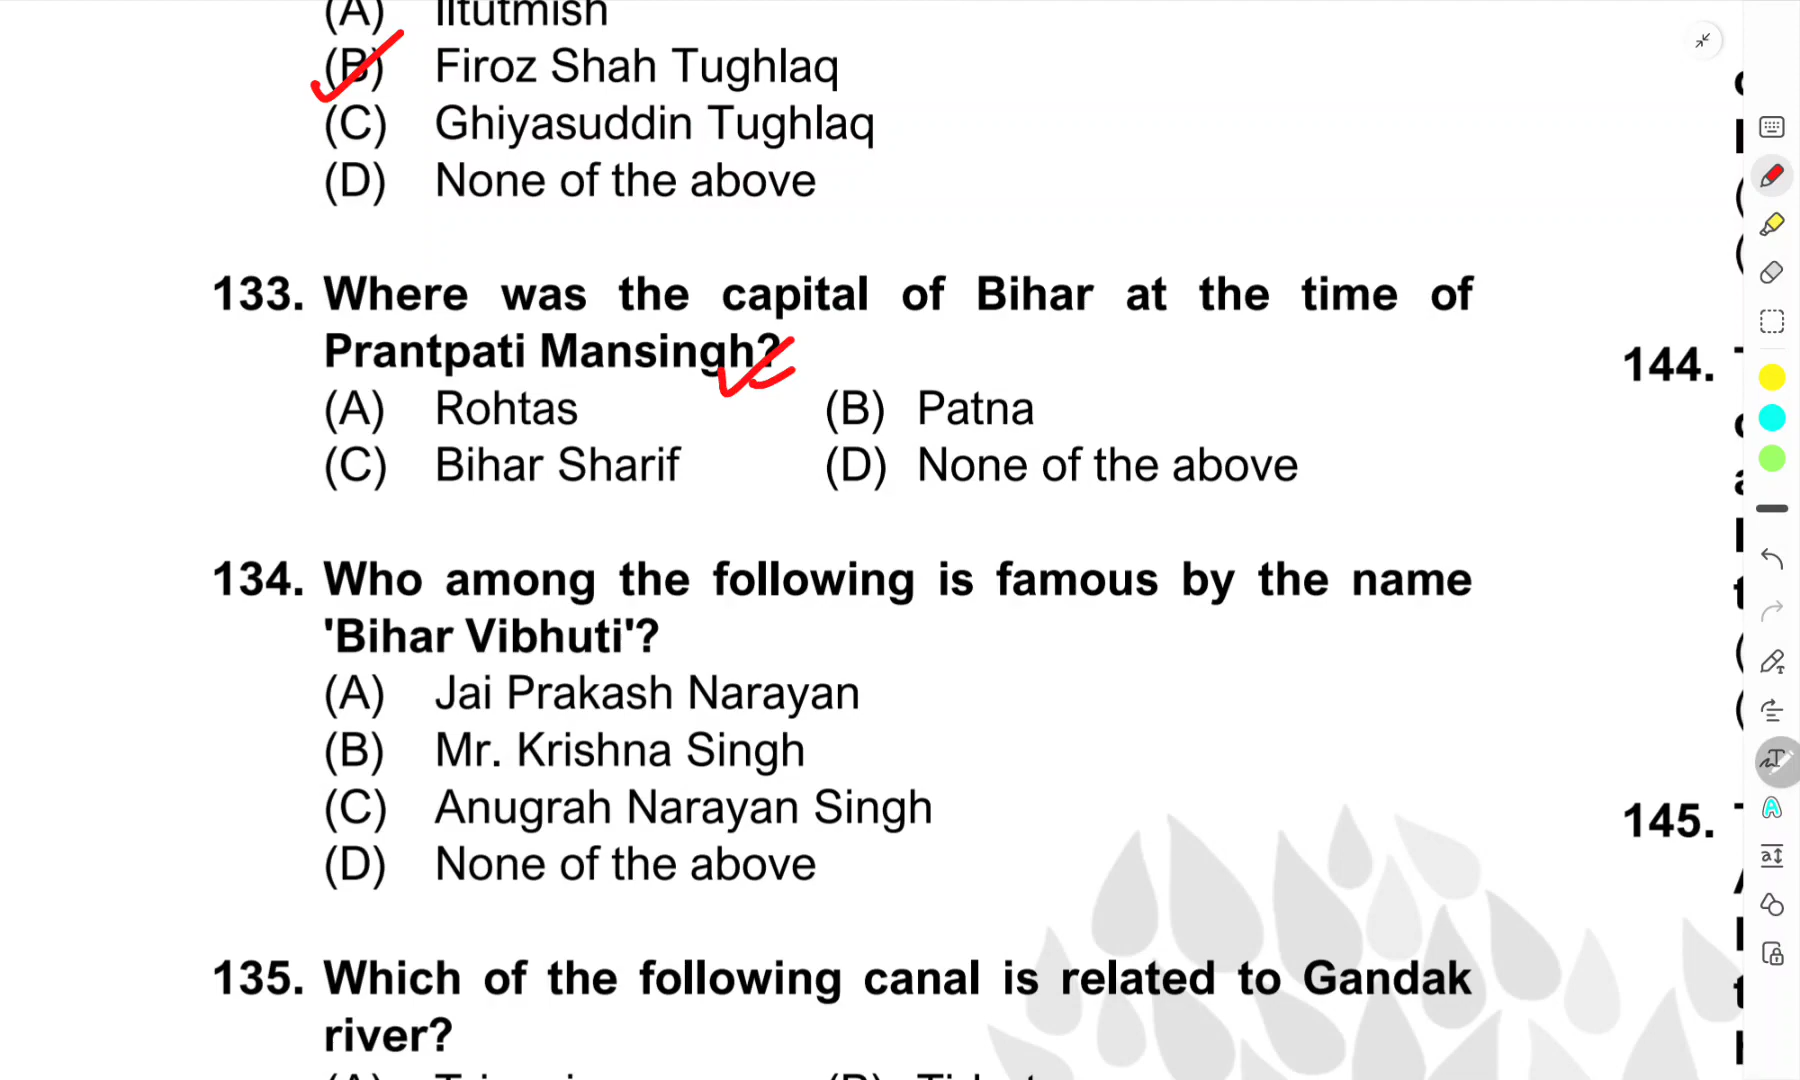 (A) Iltutmish
(B) Firoz Shah Tughlaq
(C) Ghiyasuddin Tughlaq
(D) None of the above
133. Where was the capital of Bihar at the time of
Prantpati Mansingh?
(A) Rohtas (B) Patna
(C) Bihar Sharif (D) None of the above
134. Who among the following is famous by the name
'Bihar Vibhuti'?
(A) Jai Prakash Narayan
(B) Mr. Krishna Singh
(C) Anugrah Narayan Singh
(D) None of the above
135. Which of the following canal is related to Gandak
river?
144.
145.